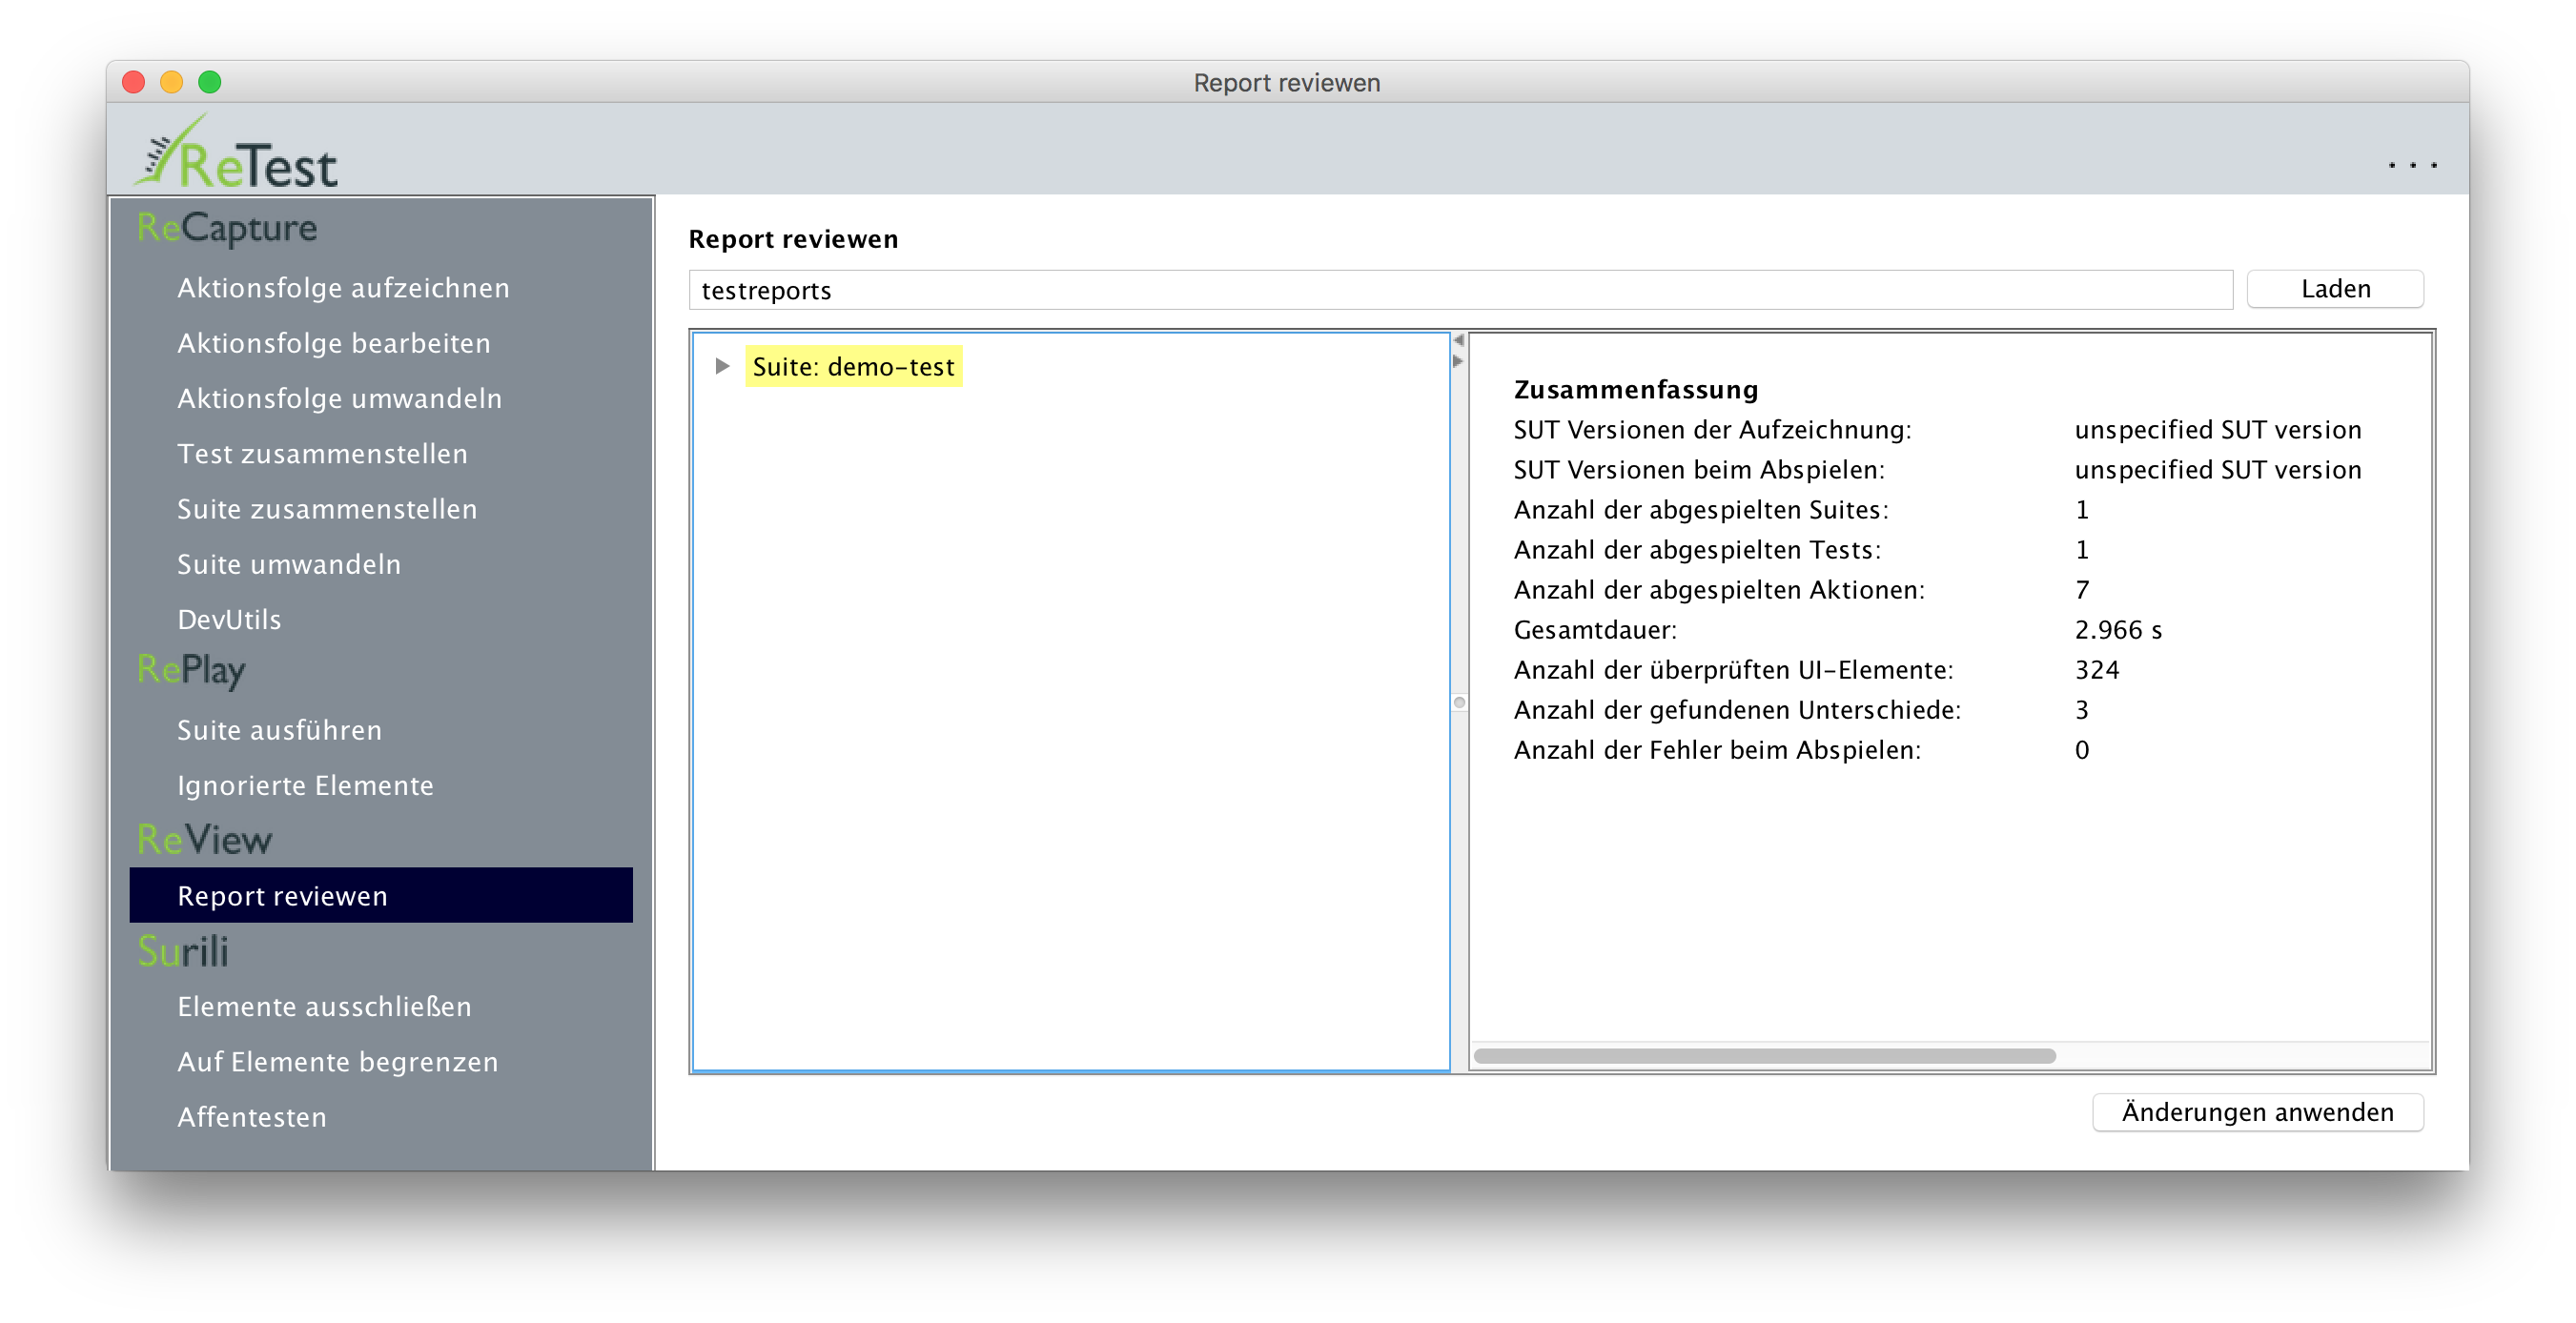 Report reviewen
ReTest
...
ReCapture
Aktionsfolge aufzeichnen
Aktionsfolge bearbeiten
Aktionsfolge umwandeln
Test zusammenstellen
Suite zusammenstellen
Suite umwandeln
DevUtils
RePlay
Suite ausführen
Ignorierte Elemente
ReView
Report reviewen
Surili
Elemente ausschließen
Auf Elemente begrenzen
Affentesten
Report reviewen
testreports
Laden
Suite: demo-test
Zusammenfassung
SUT Versionen der Aufzeichnung: unspecified SUT version
SUT Versionen beim Abspielen: unspecified SUT version
Anzahl der abgespielten Suites: 1
Anzahl der abgespielten Tests: 1
Anzahl der abgespielten Aktionen: 7
Gesamtdauer: 2.966 s
Anzahl der überprüften UI-Elemente: 324
Anzahl der gefundenen Unterschiede: 3
Anzahl der Fehler beim Abspielen: 0
Änderungen anwenden